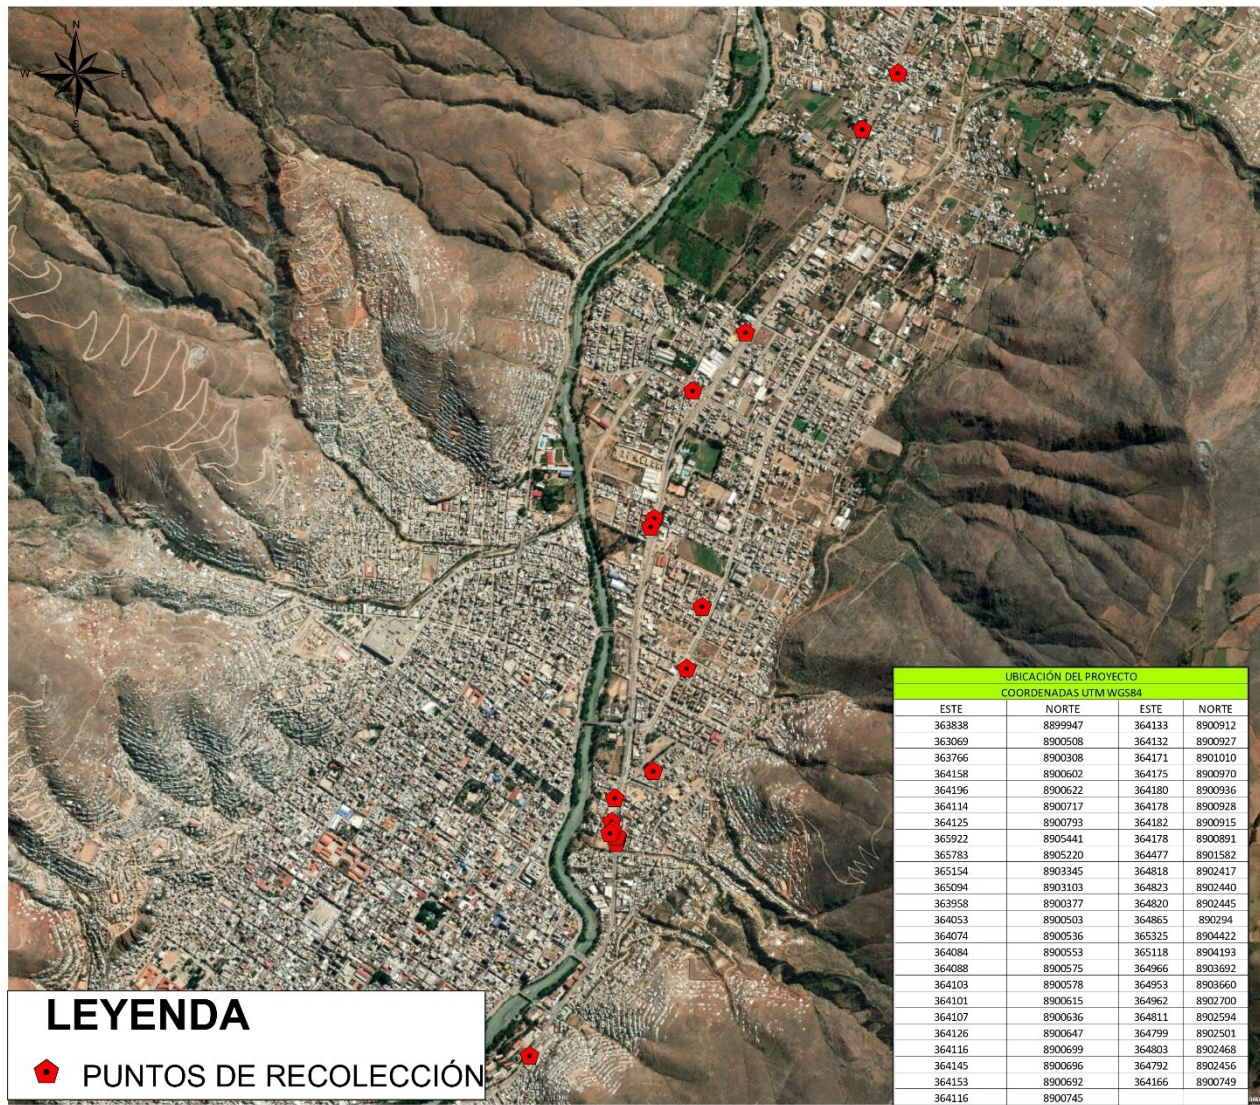 N
W E
S
UBICACIÓN DEL PROYECTO
COORDENADAS UTM WGS84
ESTE NORTE ESTE NORTE
363838 8899947 364133 8900912
363069 8900508 364132 8900927
363766 8900308 364171 8901010
364158 8900602 364175 8900970
364196 8900622 364180 8900936
364114 8900717 364178 8900928
364125 8900793 364182 8900915
365922 8905441 364178 8900891
365783 8905220 364477 8901582
365154 8903345 364818 8902417
365094 8903103 364823 8902440
363958 8900377 364820 8902445
364053 8900503 364865 890294
364074 8900536 365325 8904422
364084 8900553 365118 8904193
364088 8900575 364966 8903692
364103 8900578 364953 8903660
364101 8900615 364962 8902700
364107 8900636 364811 8902594
364126 8900647 364799 8902501
364116 8900699 364803 8902468
364145 8900696 364792 8902456
364153 8900692 364166 8900749
364116 8900745
LEYENDA
PUNTOS DE RECOLECCIÓN